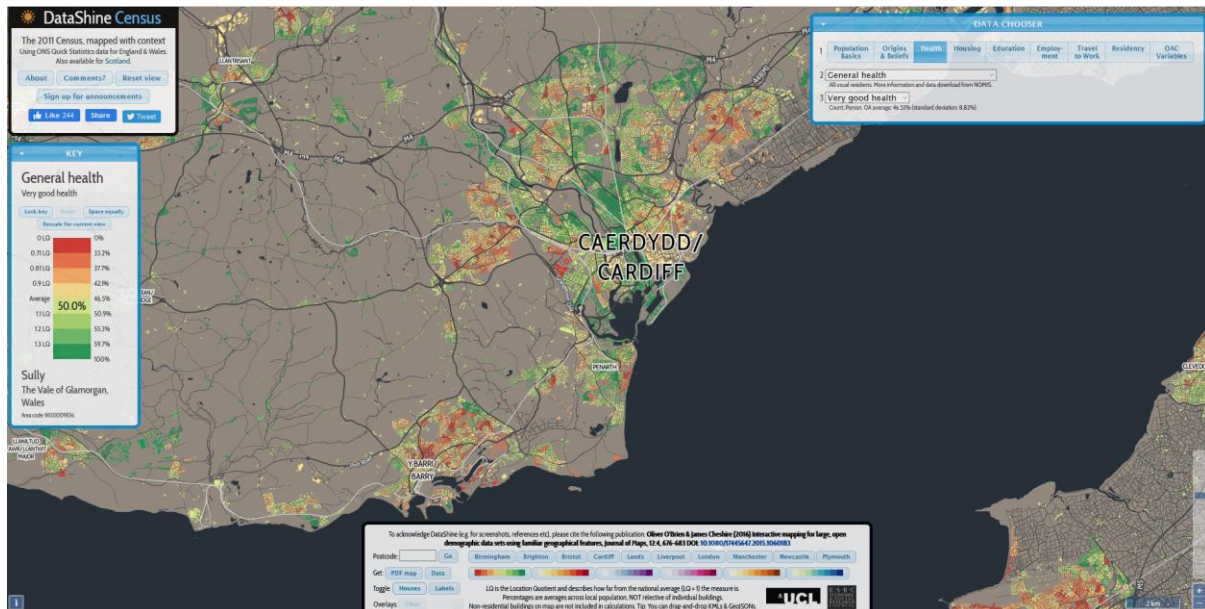 DataShine Census
The 2011 Census, mapped with context
Using ONS Quick Statistics data for England & Wales.
Also available for Scotland.
About Comments? Reset view
Sign up for announcements
Like 244 Share Tweet
KEY
General health
Very good health
Lock key Space equally
Rescale for current view
0 LQ 0%
0.71 LQ 33.2%
0.81 LQ 37.7%
0.9 LQ 42.1%
Average 50.0% 46.5%
1.1 LQ 50.9%
1.2 LQ 55.3%
1.3 LQ 59.7%
100%
Sully
The Vale of Glamorgan,
Wales
DATA CHOOSER
1 Population Basics Origins & Beliefs Health Housing Education Employ-ment Travel to Work Residency OAC Variables
2 General health
All usual residents. More information and data download from NOMIS.
3 Very good health
Count: Person. OA average: 46.52% (standard deviation: 8.82%)
LLANTRISANT
M4
M4
M4
M4
M4
A48(M)
CAERDYDD/
CARDIFF
PENARTH
Y BARRI/
BARRY
LLANILLTUD
FAWR/LLANTWIT
MAJOR
CLEVEDON
To acknowledge DataShine (e.g. for screenshots, references etc), please cite the following publication: Oliver O'Brien & James Cheshire (2016) Interactive mapping for large, open
demographic data sets using familiar geographical features, Journal of Maps, 12:4, 676-683 DOI: 10.1080/17445647.2015.1060183
Postcode: Go Birmingham Brighton Bristol Cardiff Leeds Liverpool London Manchester Newcastle Plymouth
Get: PDF map Data
Toggle: Houses Labels
Overlays: Clear
LQ is the Location Quotient and describes how far from the national average (LQ = 1) the measure is.
Percentages are averages across local population, NOT reflective of individual buildings.
Non-residential buildings on map are not included in calculations. Tip: You can drag-and-drop KMLs & GeoJSONs.
UCL
E S R C
2 km
+
−
i